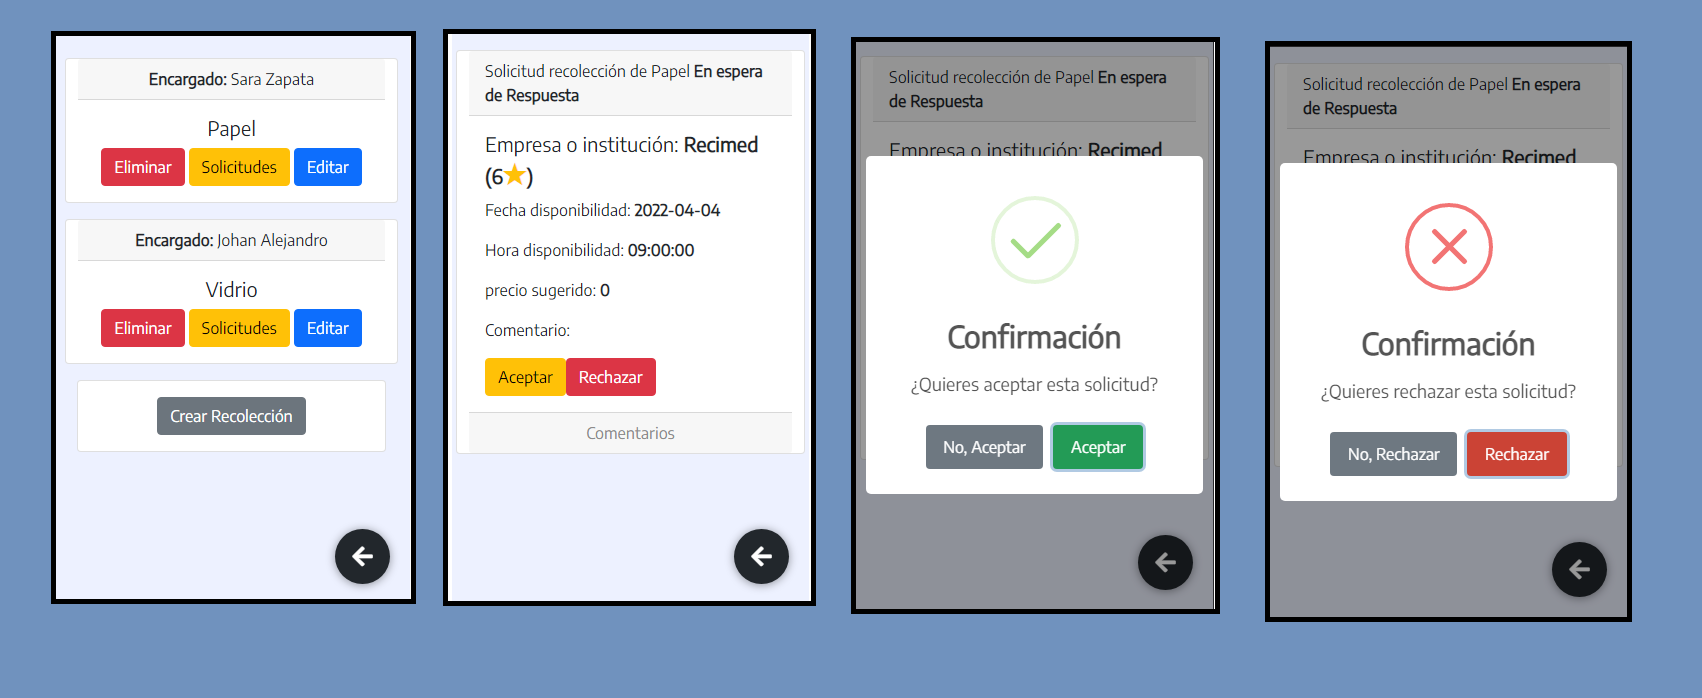 Encargado: Sara Zapata
Papel
Eliminar Solicitudes Editar
Encargado: Johan Alejandro
Vidrio
Eliminar Solicitudes Editar
Crear Recolección
Solicitud recolección de Papel En espera
de Respuesta
Empresa o institución: Recimed
(6★)
Fecha disponibilidad: 2022-04-04
Hora disponibilidad: 09:00:00
precio sugerido: 0
Comentario:
Aceptar Rechazar
Comentarios
Solicitud recolección de Papel En espera
de Respuesta
Empresa o institución: Recimed
Confirmación
¿Quieres aceptar esta solicitud?
No, Aceptar Aceptar
Solicitud recolección de Papel En espera
de Respuesta
Empresa o institución: Recimed
Confirmación
¿Quieres rechazar esta solicitud?
No, Rechazar Rechazar